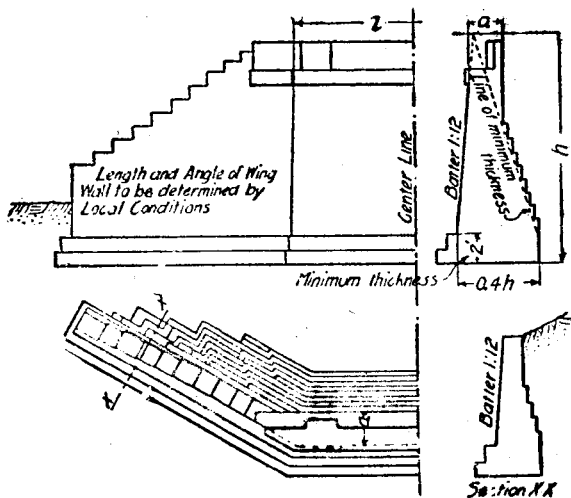 l
a
h
Line of minimum
thickness
Batter 1:12
Center Line
Length and Angle of Wing
Wall to be determined by
Local Conditions
2
Minimum thickness
0.4h
X
X
a
Batter 1:12
Section XX